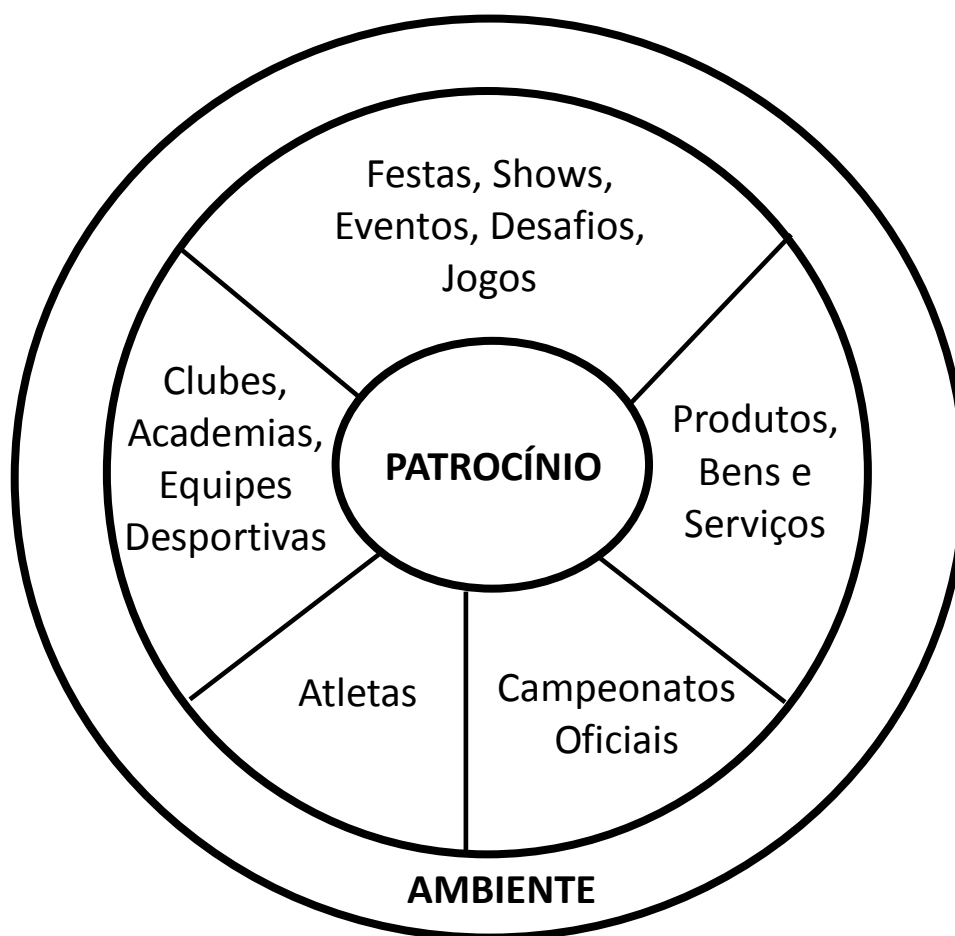 Festas, Shows,
Eventos, Desafios,
Jogos
Clubes,
Academias,
Equipes
Desportivas
PATROCÍNIO
Produtos,
Bens e
Serviços
Atletas
Campeonatos
Oficiais
AMBIENTE